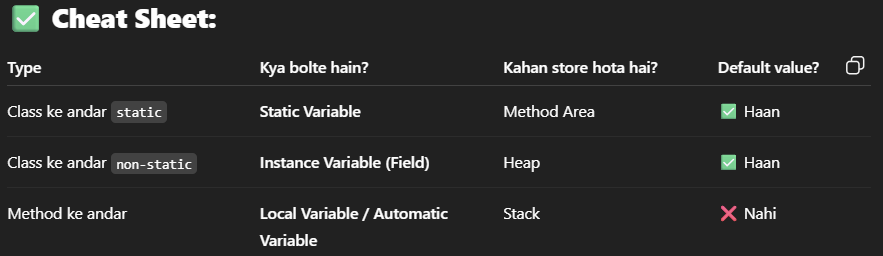 ✅ Cheat Sheet:
Type Kya bolte hain? Kahan store hota hai? Default value?
Class ke andar static Static Variable Method Area ✅ Haan
Class ke andar non-static Instance Variable (Field) Heap ✅ Haan
Method ke andar Local Variable / Automatic Stack ❌ Nahi
Variable